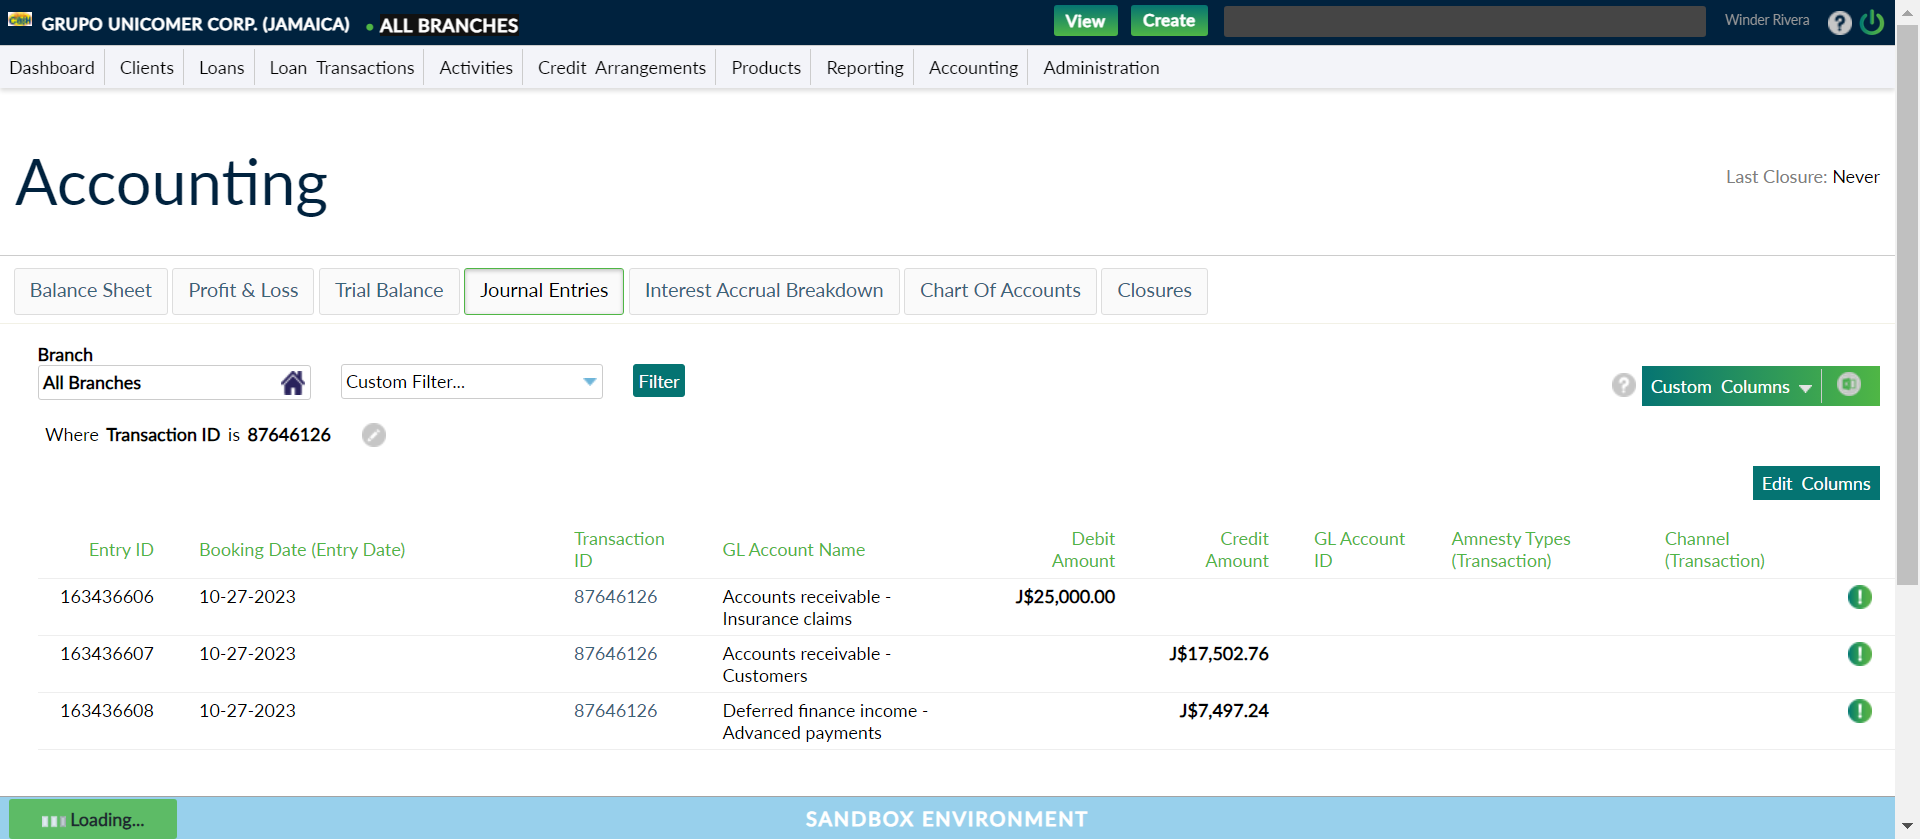 GRUPO UNICOMER CORP. (JAMAICA) • ALL BRANCHES View Create Winder Rivera ?
Dashboard Clients Loans Loan Transactions Activities Credit Arrangements Products Reporting Accounting Administration
Accounting
Last Closure: Never
Balance Sheet Profit & Loss Trial Balance Journal Entries Interest Accrual Breakdown Chart Of Accounts Closures
Branch
All Branches Custom Filter... Filter ? Custom Columns
Where Transaction ID is 87646126
Edit Columns
Entry ID Booking Date (Entry Date) Transaction ID GL Account Name Debit Amount Credit Amount GL Account ID Amnesty Types (Transaction) Channel (Transaction)
163436606 10-27-2023 87646126 Accounts receivable - Insurance claims J$25,000.00
163436607 10-27-2023 87646126 Accounts receivable - Customers J$17,502.76
163436608 10-27-2023 87646126 Deferred finance income - Advanced payments J$7,497.24
Loading... SANDBOX ENVIRONMENT